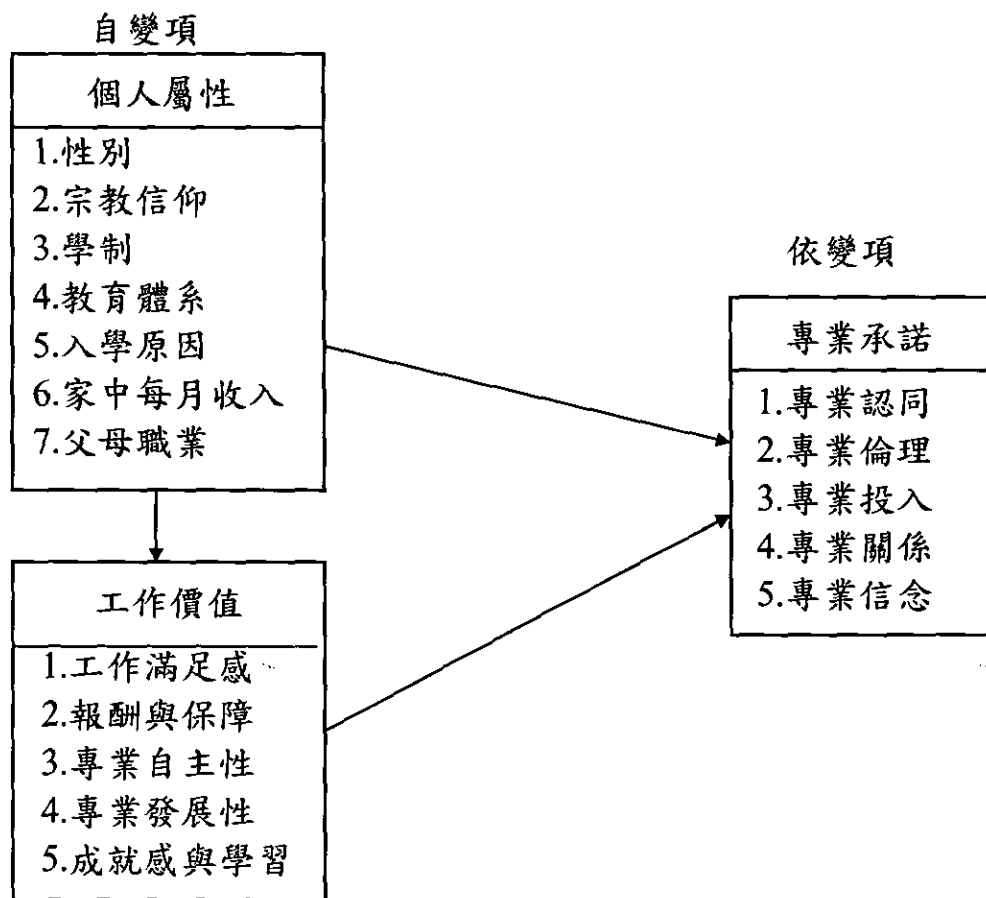 自變項
個人屬性
1.性別
2.宗教信仰
3.學制
4.教育體系
5.入學原因
6.家中每月收入
7.父母職業
工作價值
1.工作滿足感
2.報酬與保障
3.專業自主性
4.專業發展性
5.成就感與學習
依變項
專業承諾
1.專業認同
2.專業倫理
3.專業投入
4.專業關係
5.專業信念